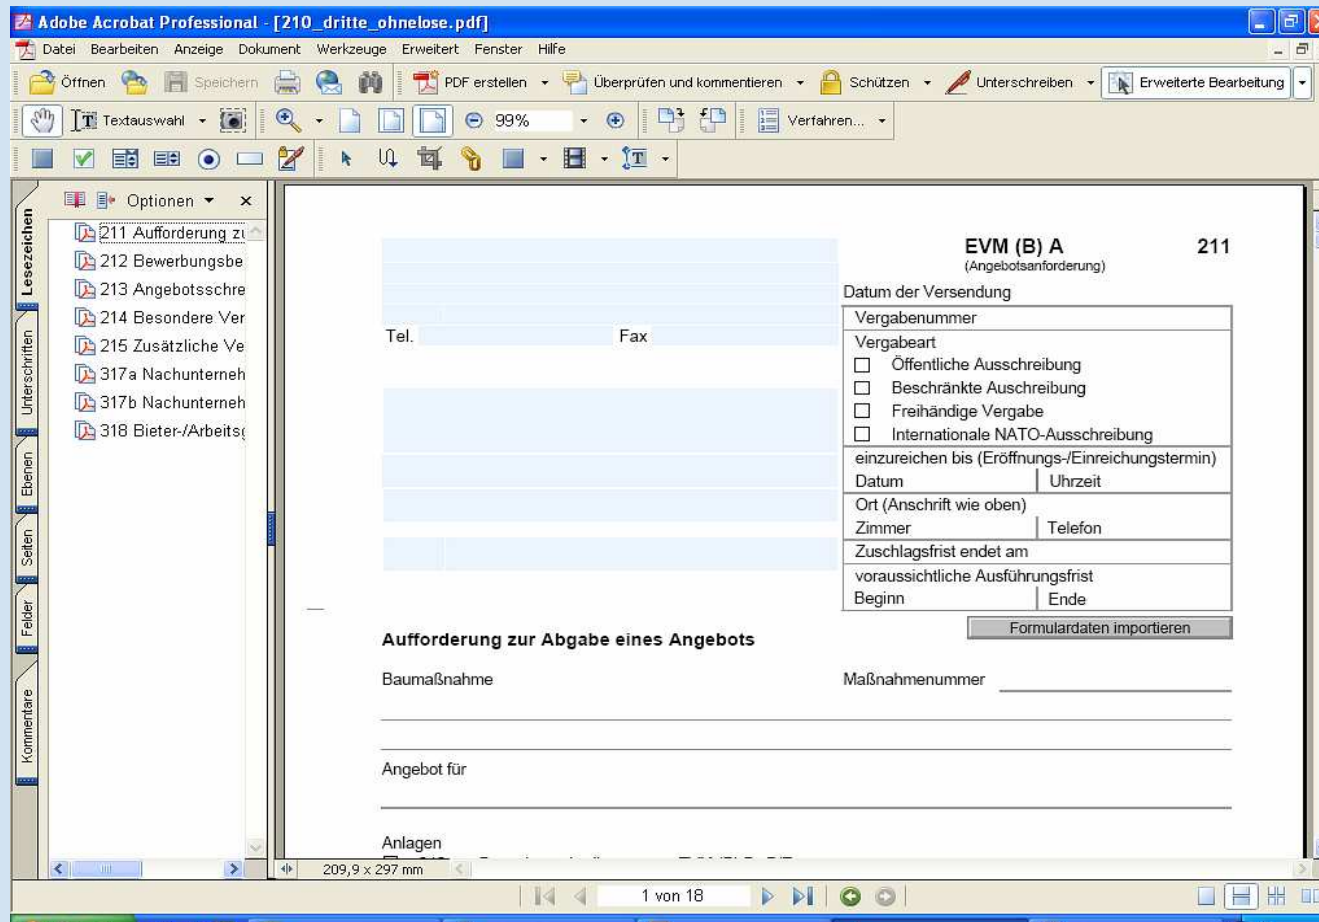 Adobe Acrobat Professional - [210_dritte_ohnelose.pdf]
Datei Bearbeiten Anzeige Dokument Werkzeuge Erweitert Fenster Hilfe
Öffnen Speichern PDF erstellen Überprüfen und kommentieren Schützen Unterschreiben Erweiterte Bearbeitung
Textauswahl 99% Verfahren...
Lesezeichen
Unterschriften
Ebenen
Seiten
Felder
Kommentare
Optionen
211 Aufforderung zu
212 Bewerbungsbe
213 Angebotsschre
214 Besondere Ver
215 Zusätzliche Ve
317a Nachunterneh
317b Nachunterneh
318 Bieter-/Arbeitsg
EVM (B) A 211
(Angebotsanforderung)
Datum der Versendung
Tel. Fax
Vergabenummer
Vergabeart
Öffentliche Ausschreibung
Beschränkte Auschreibung
Freihändige Vergabe
Internationale NATO-Ausschreibung
einzureichen bis (Eröffnungs-/Einreichungstermin)
Datum Uhrzeit
Ort (Anschrift wie oben)
Zimmer Telefon
Zuschlagsfrist endet am
voraussichtliche Ausführungsfrist
Beginn Ende
Formulardaten importieren
Aufforderung zur Abgabe eines Angebots
Baumaßnahme Maßnahmenummer
Angebot für
Anlagen
209,9 x 297 mm
1 von 18